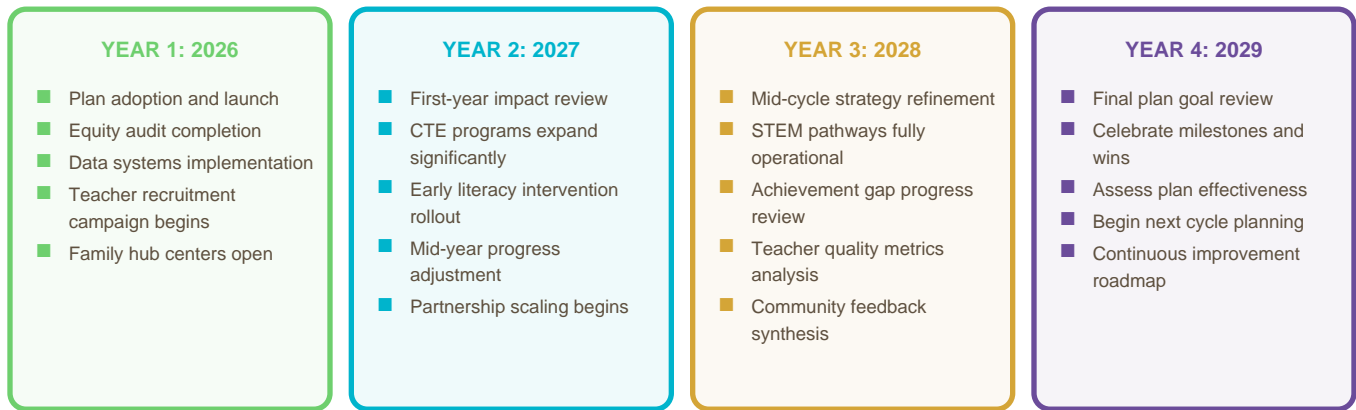 YEAR 1: 2026
Plan adoption and launch
Equity audit completion
Data systems implementation
Teacher recruitment
campaign begins
Family hub centers open
YEAR 2: 2027
First-year impact review
CTE programs expand
significantly
Early literacy intervention
rollout
Mid-year progress
adjustment
Partnership scaling begins
YEAR 3: 2028
Mid-cycle strategy refinement
STEM pathways fully
operational
Achievement gap progress
review
Teacher quality metrics
analysis
Community feedback
synthesis
YEAR 4: 2029
Final plan goal review
Celebrate milestones and
wins
Assess plan effectiveness
Begin next cycle planning
Continuous improvement
roadmap